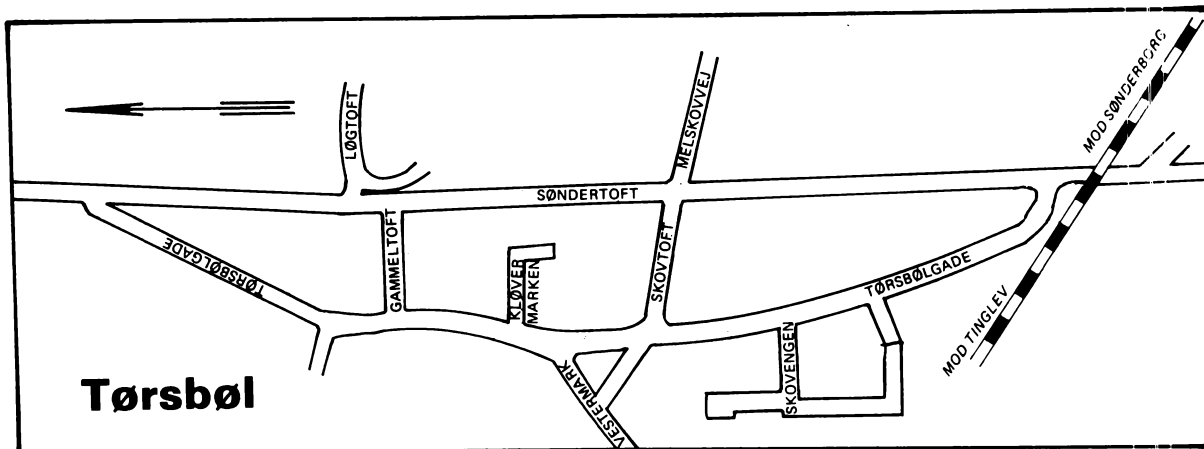 MOD SØNDERBORG
MELSKOVVEJ
LØGTOFT
SØNDERTOFT
TØRSBØLGADE
GAMMELTOFT
KLØVER
MARKEN
SKOVTOFT
TØRSBØLGADE
MOD TINGLEV
SKOVENGEN
VESTERMARK
Tørsbøl